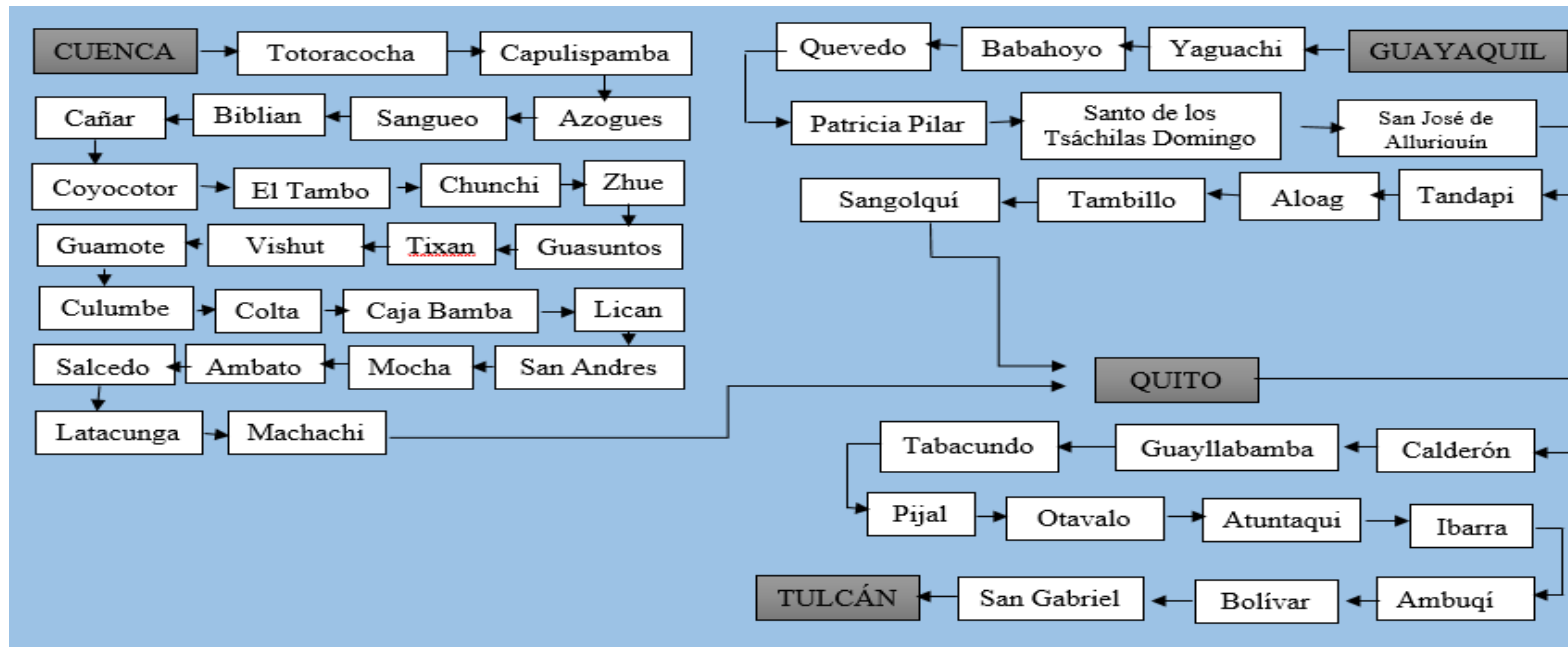 CUENCA
Totoracocha
Capulispamba
Azogues
Sangueo
Biblian
Cañar
Coyocotor
El Tambo
Chunchi
Zhue
Guasuntos
Tixan
Vishut
Guamote
Culumbe
Colta
Caja Bamba
Lican
San Andres
Mocha
Ambato
Salcedo
Latacunga
Machachi
GUAYAQUIL
Yaguachi
Babahoyo
Quevedo
Patricia Pilar
Santo de los
Tsáchilas Domingo
San José de
Alluriquín
Tandapi
Aloag
Tambillo
Sangolquí
QUITO
Calderón
Guayllabamba
Tabacundo
Pijal
Otavalo
Atuntaqui
Ibarra
Ambuqí
Bolívar
San Gabriel
TULCÁN